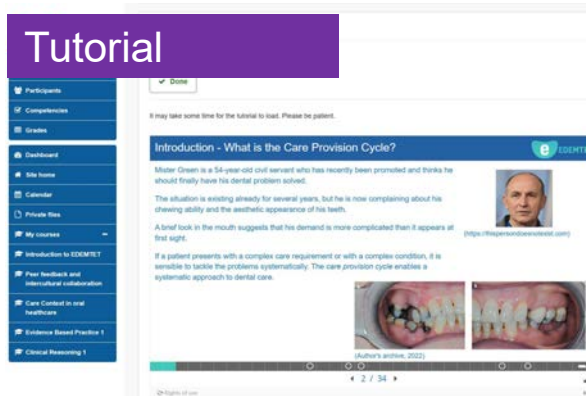 Tutorial
Done
Participants
Competencies
Grades
It may take some time for the tutorial to load. Please be patient.
Dashboard
Site home
Calendar
Private files
My courses
Introduction to EDEMTET
Peer feedback and
intercultural collaboration
Care Context in oral
healthcare
Evidence Based Practice 1
Clinical Reasoning 1
Introduction - What is the Care Provision Cycle?
e EDEMTE
Mister Green is a 54-year-old civil servant who has recently been promoted and thinks he
should finally have his dental problem solved.
The situation is existing already for several years, but he is now complaining about his
chewing ability and the aesthetic appearance of his teeth.
A brief look in the mouth suggests that his demand is more complicated than it appears at
first sight.
(https://thispersondoesnotexist.com)
If a patient presents with a complex care requirement or with a complex condition, it is
sensible to tackle the problems systematically. The care provision cycle enables a
systematic approach to dental care.
(Author's archive, 2022)
2 / 34
Rights of use